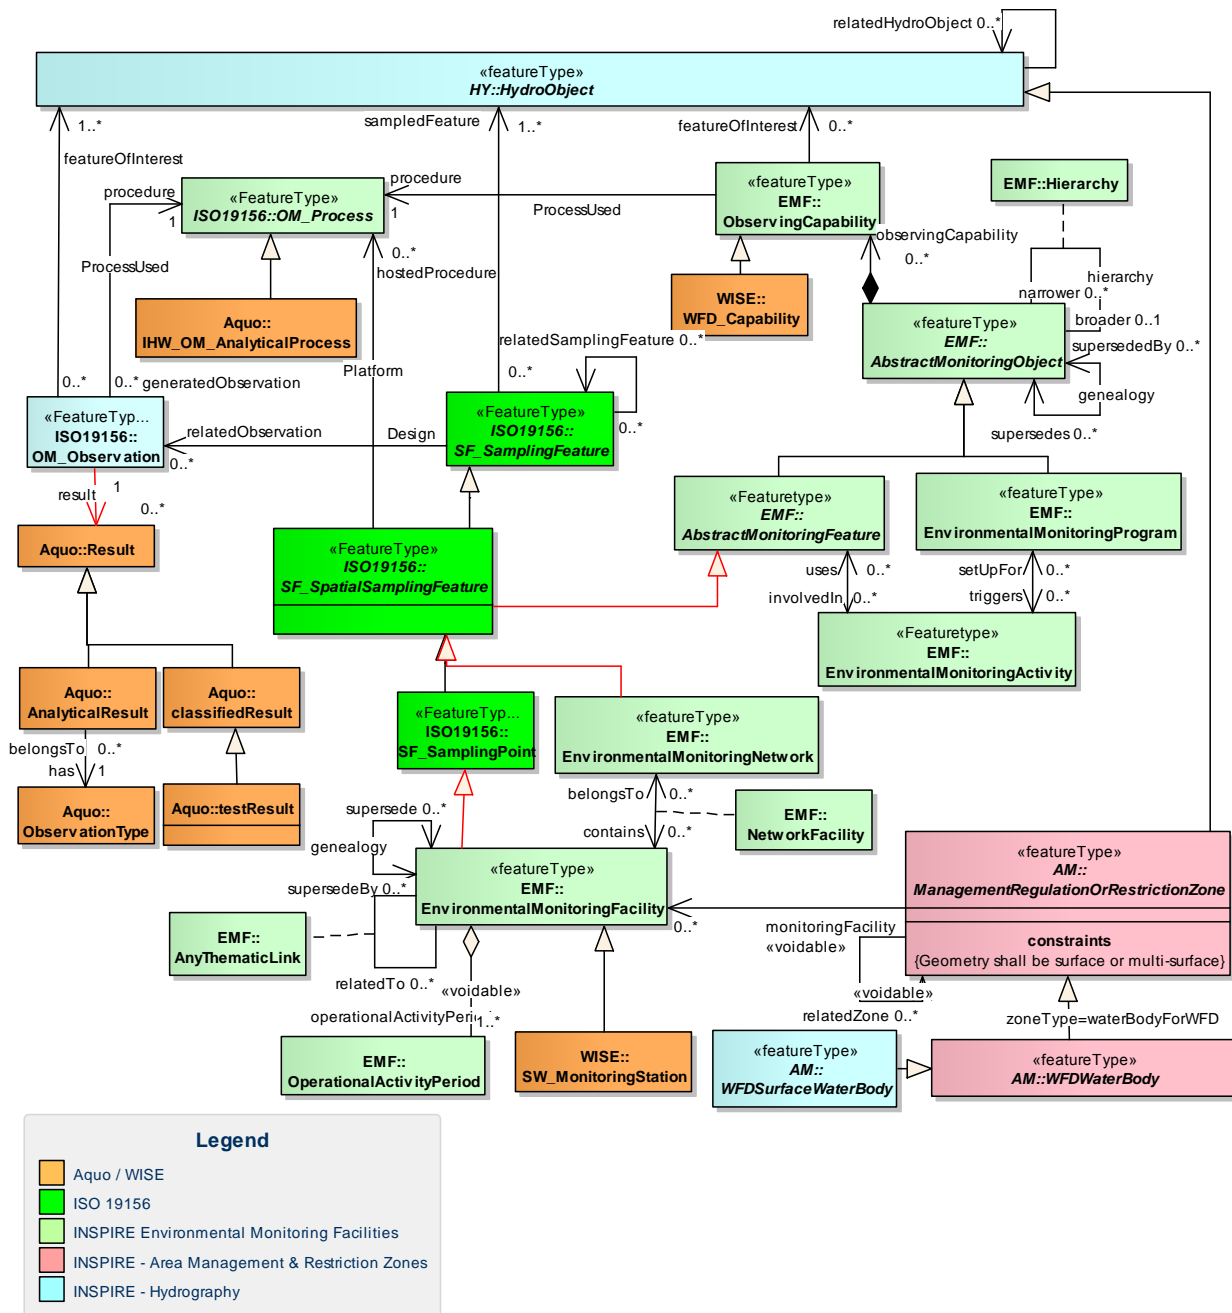 relatedHydroObject 0..*
«featureType»
HY::HydroObject
1..*
sampledFeature
1..*
featureOfInterest
0..*
featureOfInterest
procedure
1
«FeatureType»
ISO19156::OM_Process
procedure
1
ProcessUsed
«featureType»
EMF::
ObservingCapability
EMF::Hierarchy
0..*
hostedProcedure
ProcessUsed
observingCapability
0..*
hierarchy
narrower 0..*
broader 0..1
Aquo::
IHW_OM_AnalyticalProcess
WISE::
WFD_Capability
«featureType»
EMF::
AbstractMonitoringObject
supersededBy 0..*
genealogy
supersedes 0..*
relatedSamplingFeature 0..*
Platform
0..*
0..*
0..*
generatedObservation
«FeatureTyp...
ISO19156::
OM_Observation
relatedObservation
0..*
Design
«FeatureType»
ISO19156::
SF_SamplingFeature
0..*
result
1
0..*
Aquo::Result
«FeatureType»
ISO19156::
SF_SpatialSamplingFeature
«Featuretype»
EMF::
AbstractMonitoringFeature
«featureType»
EMF::
EnvironmentalMonitoringProgram
uses
0..*
involvedIn
0..*
setUpFor
0..*
triggers
0..*
«Featuretype»
EMF::
EnvironmentalMonitoringActivity
Aquo::
AnalyticalResult
Aquo::
classifiedResult
«FeatureTyp...
ISO19156::
SF_SamplingPoint
«featureType»
EMF::
EnvironmentalMonitoringNetwork
belongsTo
0..*
has
1
Aquo::
ObservationType
Aquo::testResult
belongsTo
0..*
contains
0..*
EMF::
NetworkFacility
supersede 0..*
genealogy
supersedeBy 0..*
«featureType»
EMF::
EnvironmentalMonitoringFacility
0..*
monitoringFacility
«voidable»
«featureType»
AM::
ManagementRegulationOrRestrictionZone
constraints
{Geometry shall be surface or multi-surface}
EMF::
AnyThematicLink
relatedTo 0..*
«voidable»
1..*
«voidable»
relatedZone 0..*
zoneType=waterBodyForWFD
EMF::
OperationalActivityPeriod
WISE::
SW_MonitoringStation
«featureType»
AM::
WFDSurfaceWaterBody
«featureType»
AM::WFDWaterBody
Legend
Aquo / WISE
ISO 19156
INSPIRE Environmental Monitoring Facilities
INSPIRE - Area Management & Restriction Zones
INSPIRE - Hydrography